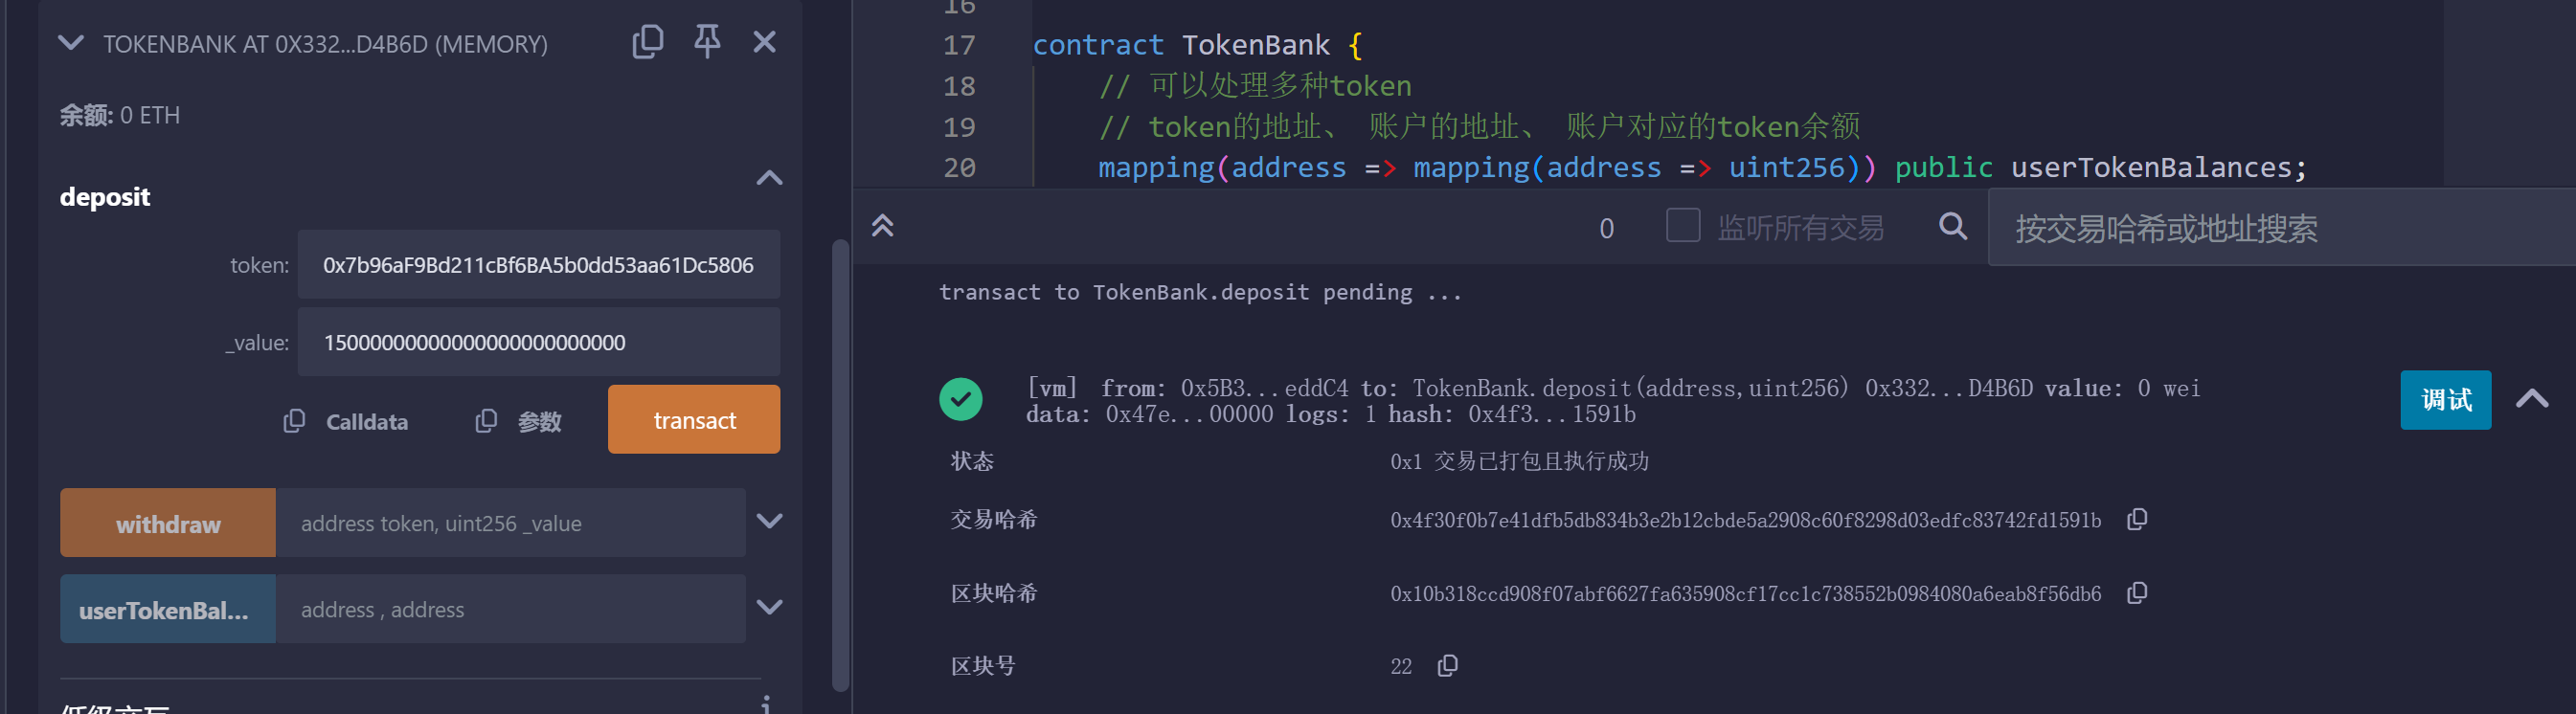 TOKENBANK AT 0X332...D4B6D (MEMORY)
余额: 0 ETH
deposit
token: 0x7b96aF9Bd211cBf6BA5b0dd53aa61Dc5806
_value: 15000000000000000000000000
Calldata 参数 transact
withdraw address token, uint256 _value
userTokenBal... address , address
16
17 contract TokenBank {
18 // 可以处理多种token
19 // token的地址、 账户的地址、 账户对应的token余额
20 mapping(address => mapping(address => uint256)) public userTokenBalances;
0 监听所有交易 按交易哈希或地址搜索
transact to TokenBank.deposit pending ...
[vm] from: 0x5B3...eddC4 to: TokenBank.deposit(address,uint256) 0x332...D4B6D value: 0 wei
data: 0x47e...00000 logs: 1 hash: 0x4f3...1591b
调试
状态 0x1 交易已打包且执行成功
交易哈希 0x4f30f0b7e41dfb5db834b3e2b12cbde5a2908c60f8298d03edfc83742fd1591b
区块哈希 0x10b318ccd908f07abf6627fa635908cf17cc1c738552b0984080a6eab8f56db6
区块号 22